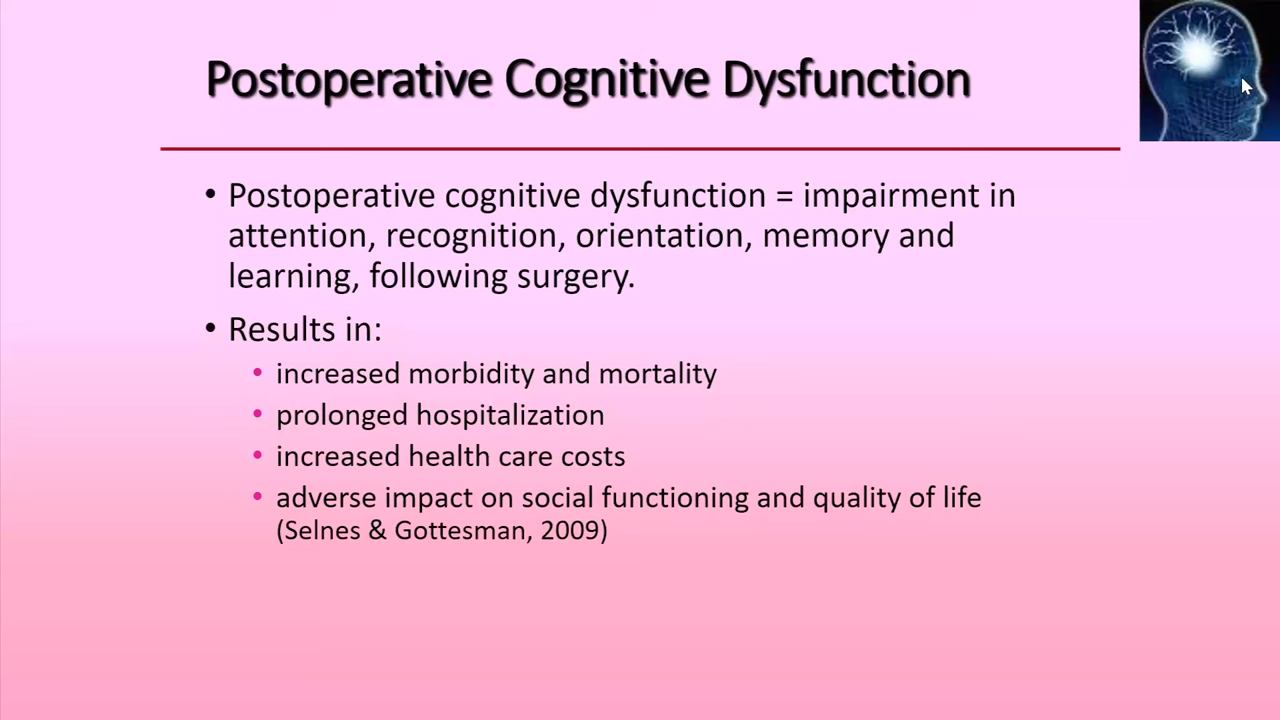 Postoperative Cognitive Dysfunction
• Postoperative cognitive dysfunction = impairment in
attention, recognition, orientation, memory and
learning, following surgery.
• Results in:
• increased morbidity and mortality
• prolonged hospitalization
• increased health care costs
• adverse impact on social functioning and quality of life
(Selnes & Gottesman, 2009)